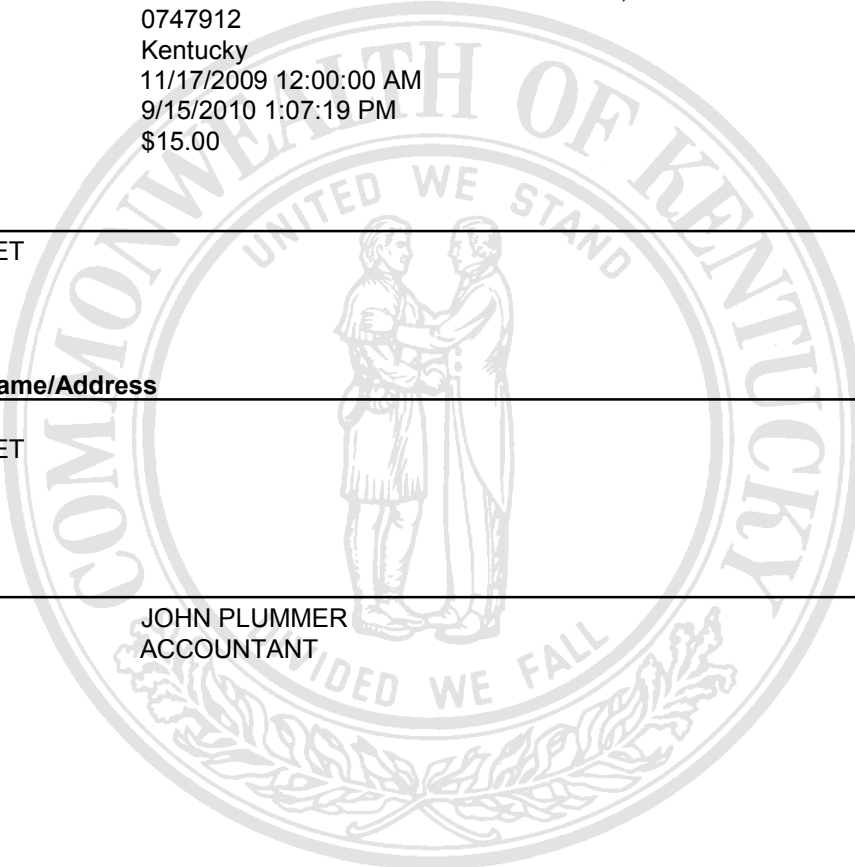 0747912
Kentucky
11/17/2009 12:00:00 AM
9/15/2010 1:07:19 PM
$15.00
COMMONWEALTH OF KENTUCKY
UNITED WE STAND
ET
ame/Address
ET
JOHN PLUMMER
ACCOUNTANT
DIVIDED WE FALL